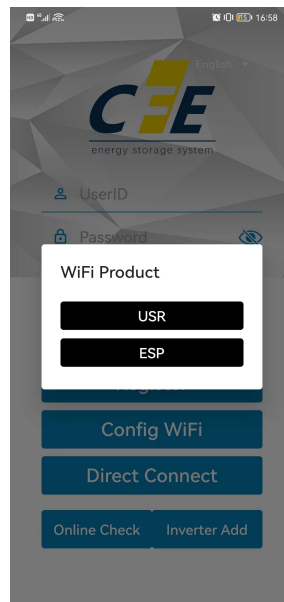 16:58
English
CEE
energy storage system
UserID
Password
WiFi Product
USR
ESP
Register
Config WiFi
Direct Connect
Online Check Inverter Add